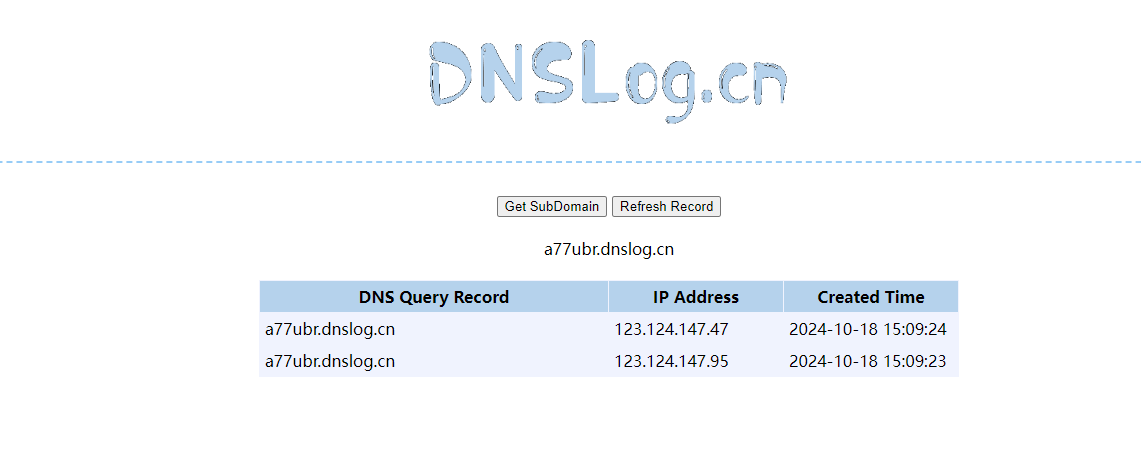 DNSLog.cn
Get SubDomain Refresh Record
a77ubr.dnslog.cn
DNS Query Record IP Address Created Time
a77ubr.dnslog.cn 123.124.147.47 2024-10-18 15:09:24
a77ubr.dnslog.cn 123.124.147.95 2024-10-18 15:09:23